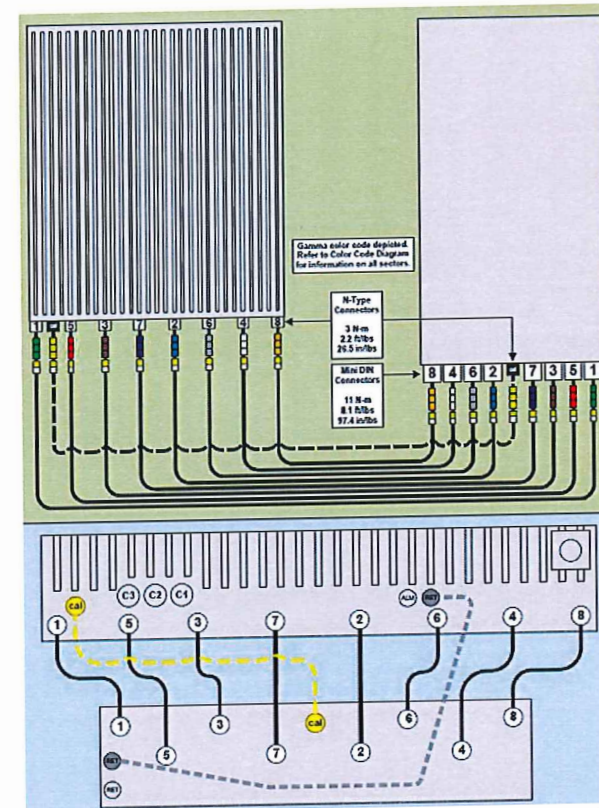 Gamma color code depicted.
Refer to Color Code Diagram
for information on all sectors.
N-Type
Connectors
3 N-m
2.2 ft/lbs
26.5 in/lbs
1 5 3 7 2 6 4 8
Mini DIN
Connectors
11 N-m
8.1 ft/lbs
97.4 in/lbs
8 4 6 2 7 3 5 1
C3 C2 C1
ALM RET
cal
1 5 3 7 2 6 4 8
1 5 3 7 cal 2 6 4 8
RET
RET